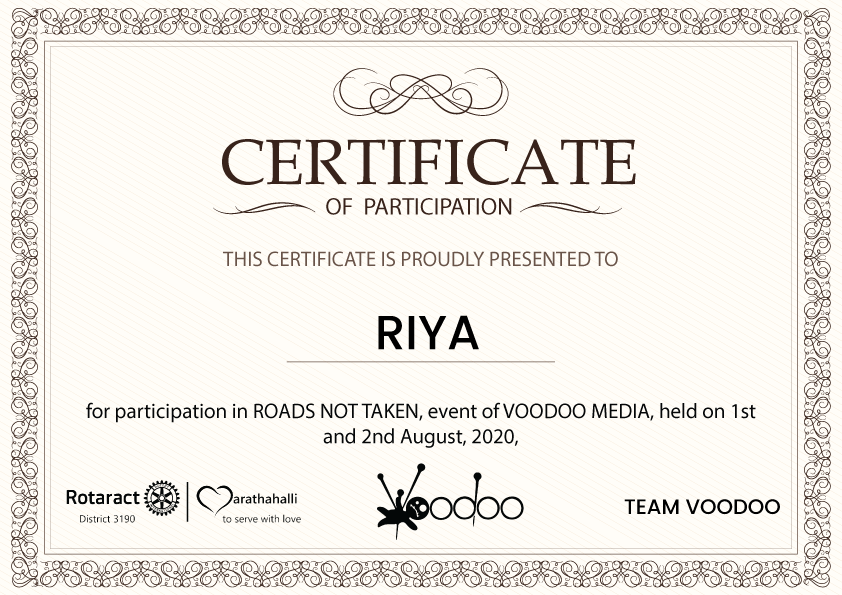 CERTIFICATE
OF PARTICIPATION
THIS CERTIFICATE IS PROUDLY PRESENTED TO
RIYA
for participation in ROADS NOT TAKEN, event of VOODOO MEDIA, held on 1st
and 2nd August, 2020,
Rotaract
District 3190
arathahalli
to serve with love
Voodoo
TEAM VOODOO